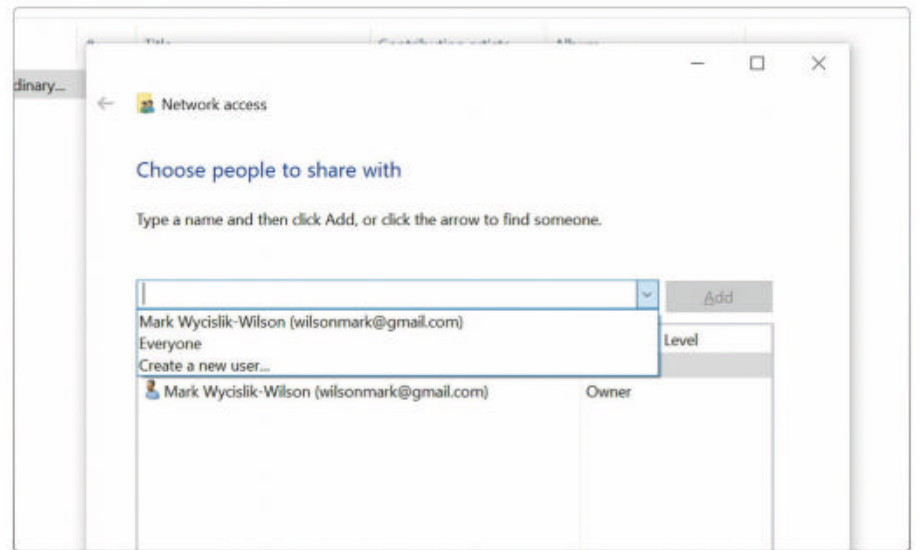 dinary...
Network access
Choose people to share with
Type a name and then click Add, or click the arrow to find someone.
Add
Mark Wycislik-Wilson (wilsonmark@gmail.com)
Everyone
Create a new user...
Level
Mark Wycislik-Wilson (wilsonmark@gmail.com)
Owner